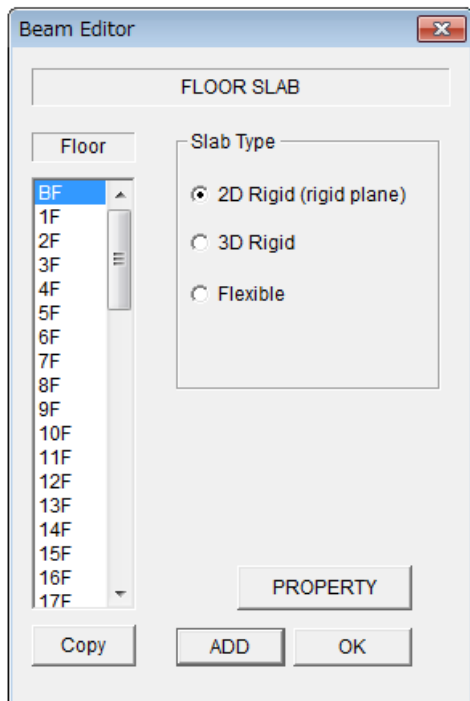 Beam Editor
FLOOR SLAB
Floor
BF
1F
2F
3F
4F
5F
6F
7F
8F
9F
10F
11F
12F
13F
14F
15F
16F
17F
Slab Type
2D Rigid (rigid plane)
3D Rigid
Flexible
PROPERTY
Copy
ADD
OK